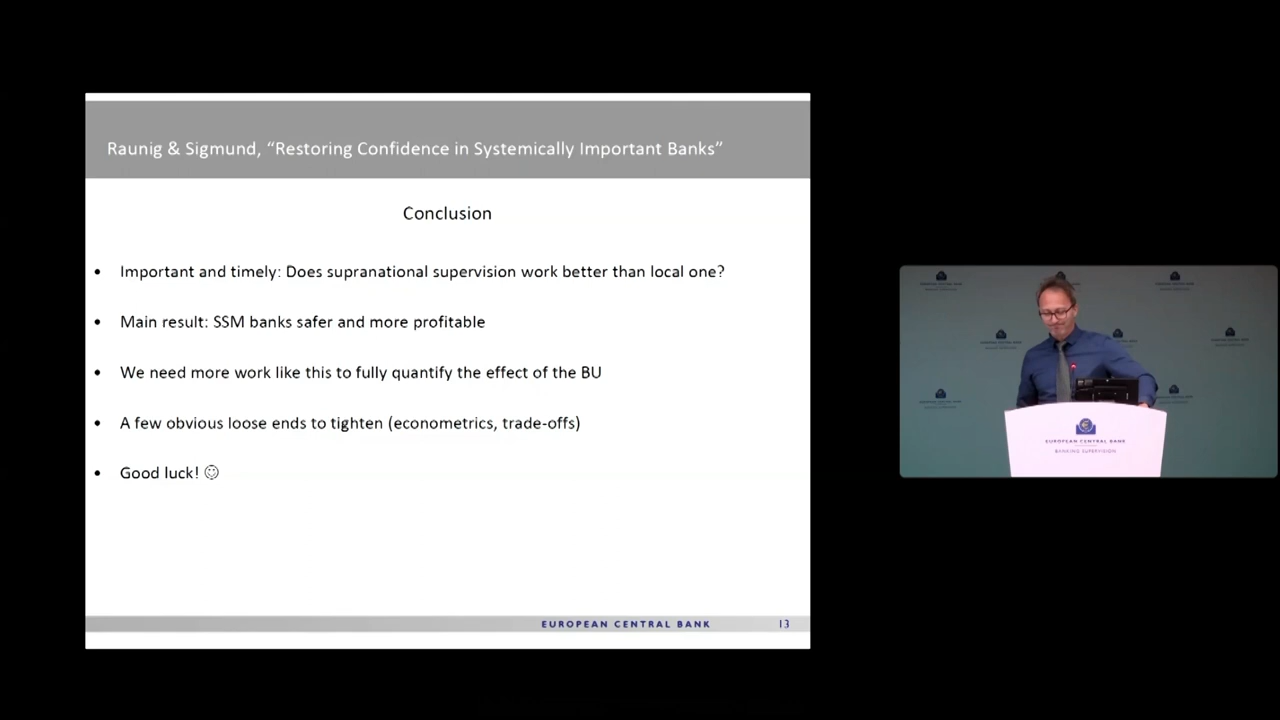 Raunig & Sigmund, “Restoring Confidence in Systemically Important Banks”
Conclusion
• Important and timely: Does supranational supervision work better than local one?
• Main result: SSM banks safer and more profitable
• We need more work like this to fully quantify the effect of the BU
• A few obvious loose ends to tighten (econometrics, trade-offs)
• Good luck! ☺
EUROPEAN CENTRAL BANK 13
EUROPEAN CENTRAL BANK
BANKING SUPERVISION